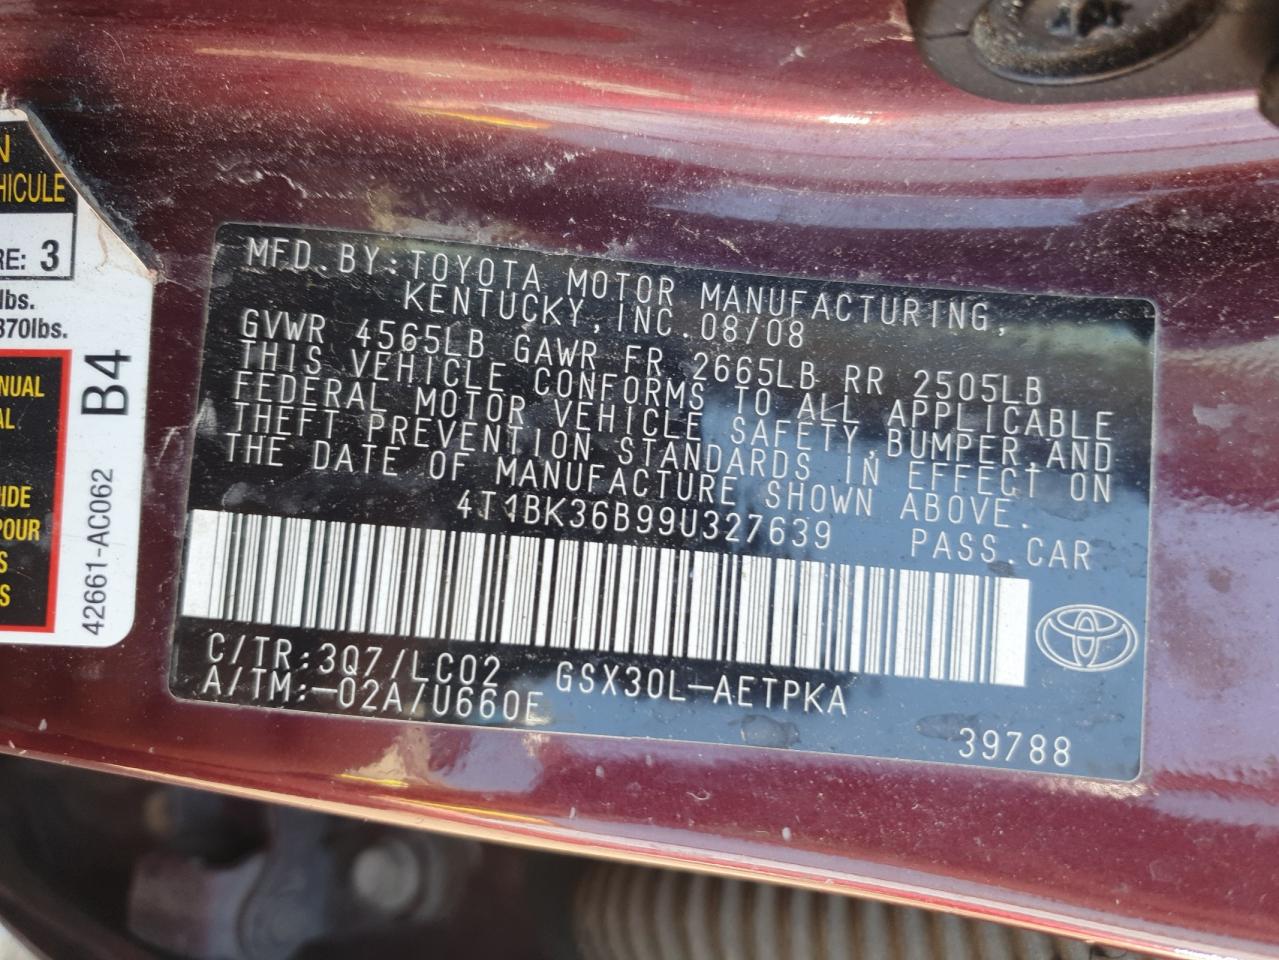 N
HICULE
RE: 3
lbs.
870lbs.
NUAL
AL
HIDE
POUR
S
S
B4
42661-AC062
MFD.BY:TOYOTA MOTOR MANUFACTURING,
KENTUCKY,INC.08/08
GVWR 4565LB GAWR FR 2665LB RR 2505LB
THIS VEHICLE CONFORMS TO ALL APPLICABLE
FEDERAL MOTOR VEHICLE SAFETY,BUMPER,AND
THEFT PREVENTION STANDARDS IN EFFECT ON
THE DATE OF MANUFACTURE SHOWN ABOVE.
4T1BK36B99U327639 PASS.CAR
C/TR:3Q7/LC02 GSX30L-AETPKA
A/TM:-02A/U660E
39788